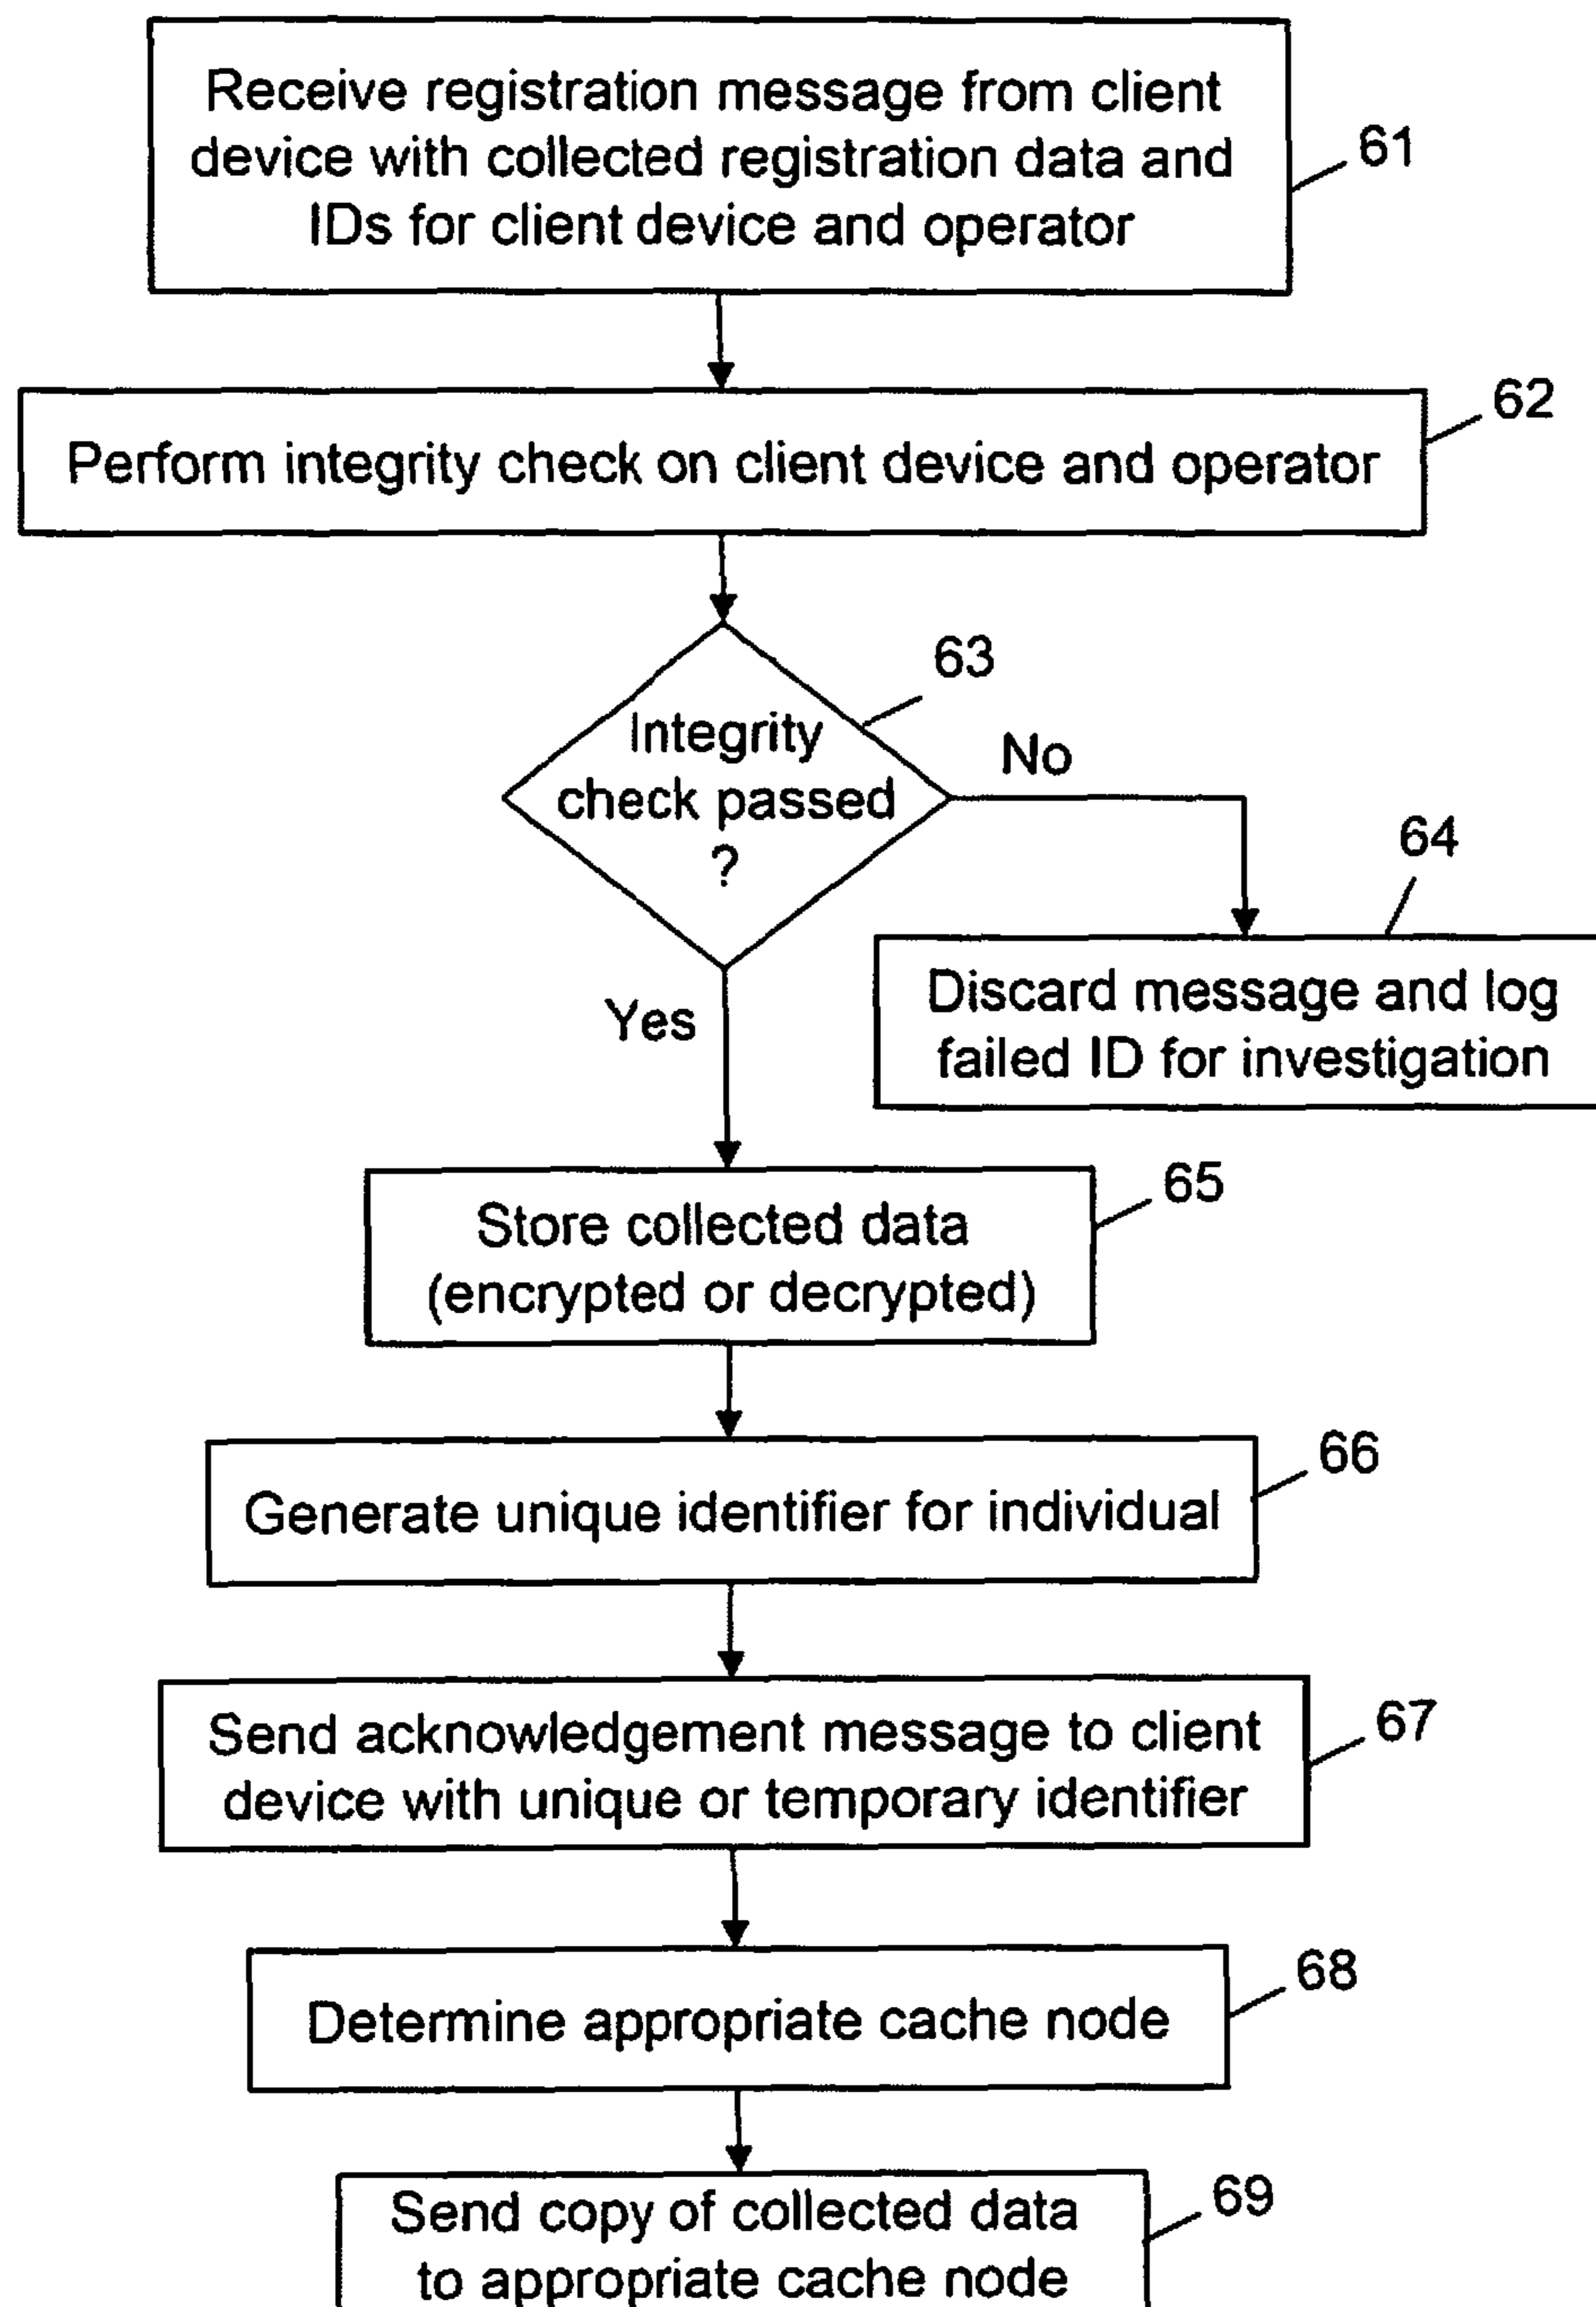 Receive registration message from client
device with collected registration data and
IDs for client device and operator
61
62
Perform integrity check on client device and operator
63
Integrity
check passed
?
No
64
Discard message and log
failed ID for investigation
Yes
65
Store collected data
(encrypted or decrypted)
66
Generate unique identifier for individual
67
Send acknowledgement message to client
device with unique or temporary identifier
68
Determine appropriate cache node
69
Send copy of collected data
to appropriate cache node